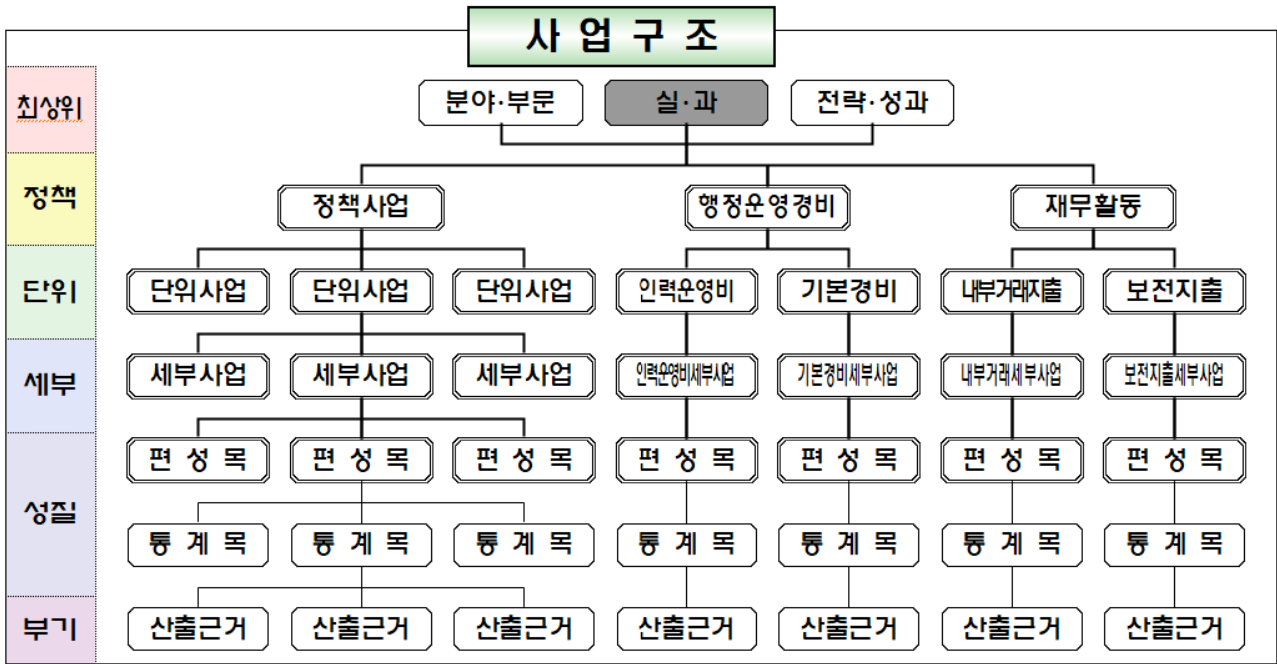 사 업 구 조
최상위
분야·부문 실·과 전략·성과
정책
정책사업 행정운영경비 재무활동
단위
단위사업 단위사업 단위사업 인력운영비 기본경비 내부거래지출 보전지출
세부
세부사업 세부사업 세부사업 인력운영비세부사업 기본경비세부사업 내부거래세부사업 보전지출세부사업
성질
편 성 목 편 성 목 편 성 목 편 성 목 편 성 목 편 성 목 편 성 목
통 계 목 통 계 목 통 계 목 통 계 목 통 계 목 통 계 목 통 계 목
부기
산출근거 산출근거 산출근거 산출근거 산출근거 산출근거 산출근거